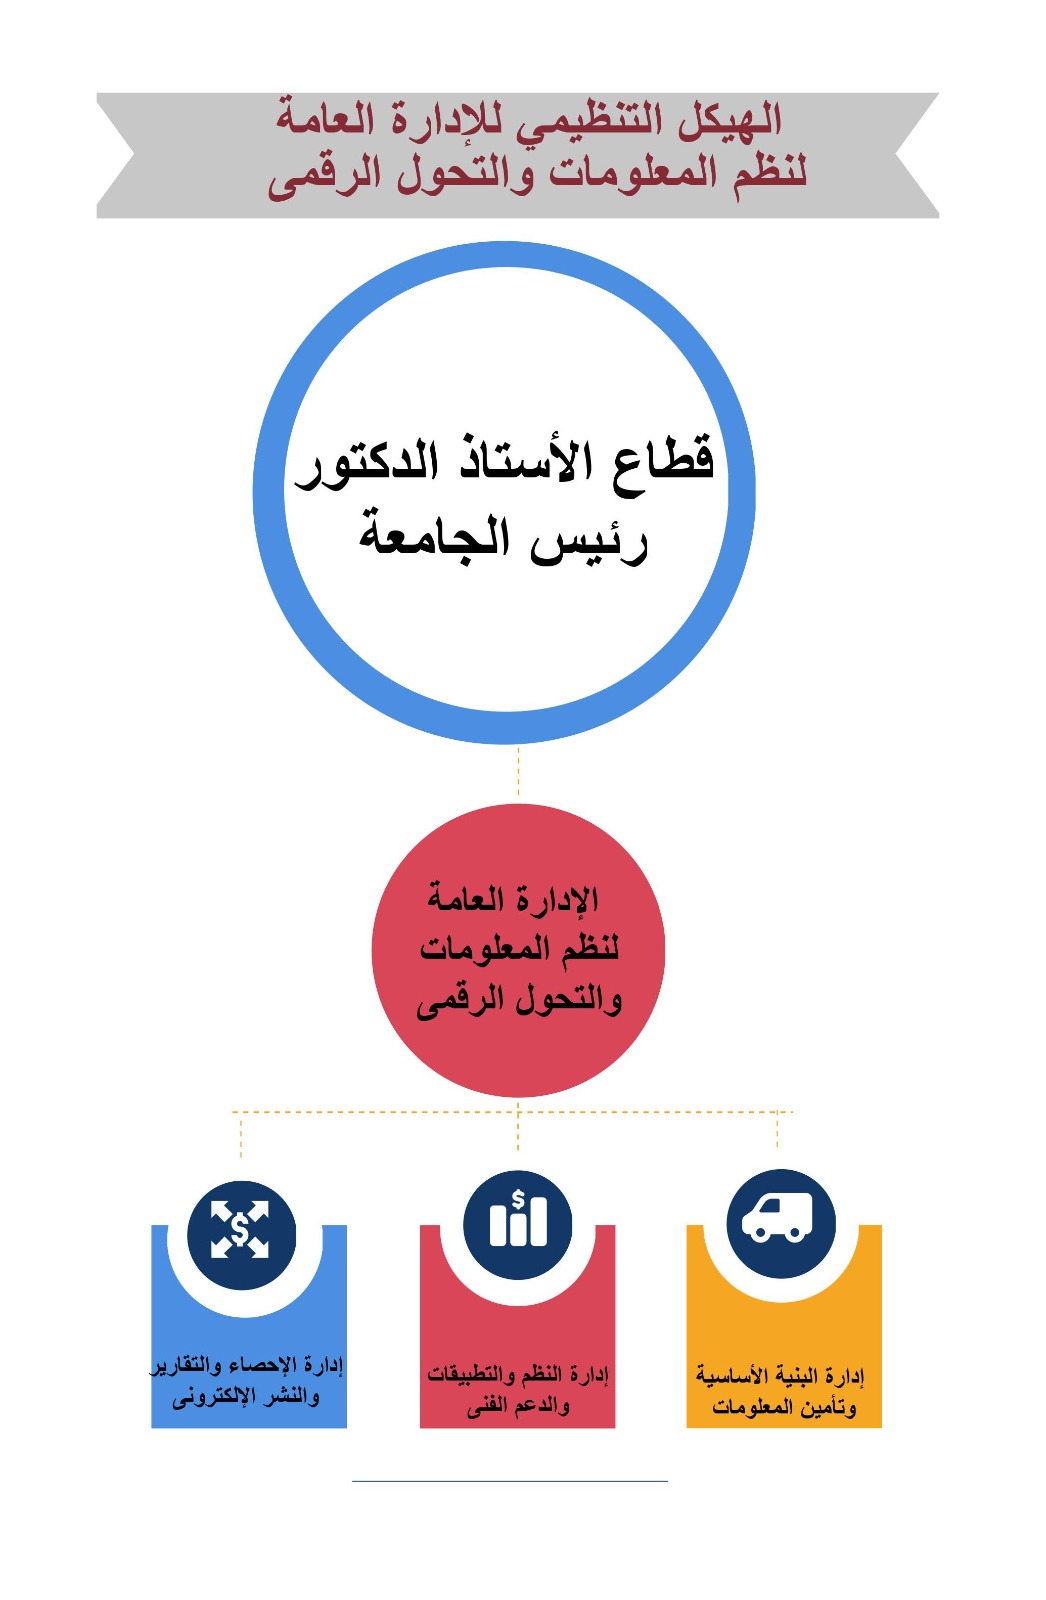 الهيكل التنظيمي للإدارة العامة
لنظم المعلومات والتحول الرقمى
قطاع الأستاذ الدكتور
رئيس الجامعة
الإدارة العامة
لنظم المعلومات
والتحول الرقمى
إدارة البنية الأساسية
وتأمين المعلومات
إدارة النظم والتطبيقات
والدعم الفنى
إدارة الإحصاء والتقارير
والنشر الإلكترونى